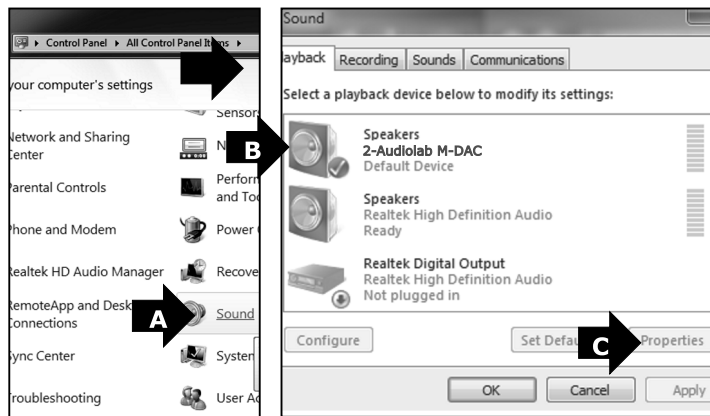 Control Panel ▸ All Control Panel Items ▸
your computer's settings
Sensors
Network and Sharing
Center
N
Parental Controls
Perform
and Too
Phone and Modem
Power
Realtek HD Audio Manager
Recove
RemoteApp and Desk
Connections
A
Sound
Sync Center
System
Troubleshooting
User Ac
Sound
layback
Recording
Sounds
Communications
Select a playback device below to modify its settings:
B
Speakers
2-Audiolab M-DAC
Default Device
Speakers
Realtek High Definition Audio
Ready
Realtek Digital Output
Realtek High Definition Audio
Not plugged in
Configure
Set Defau
C
Properties
OK
Cancel
Apply